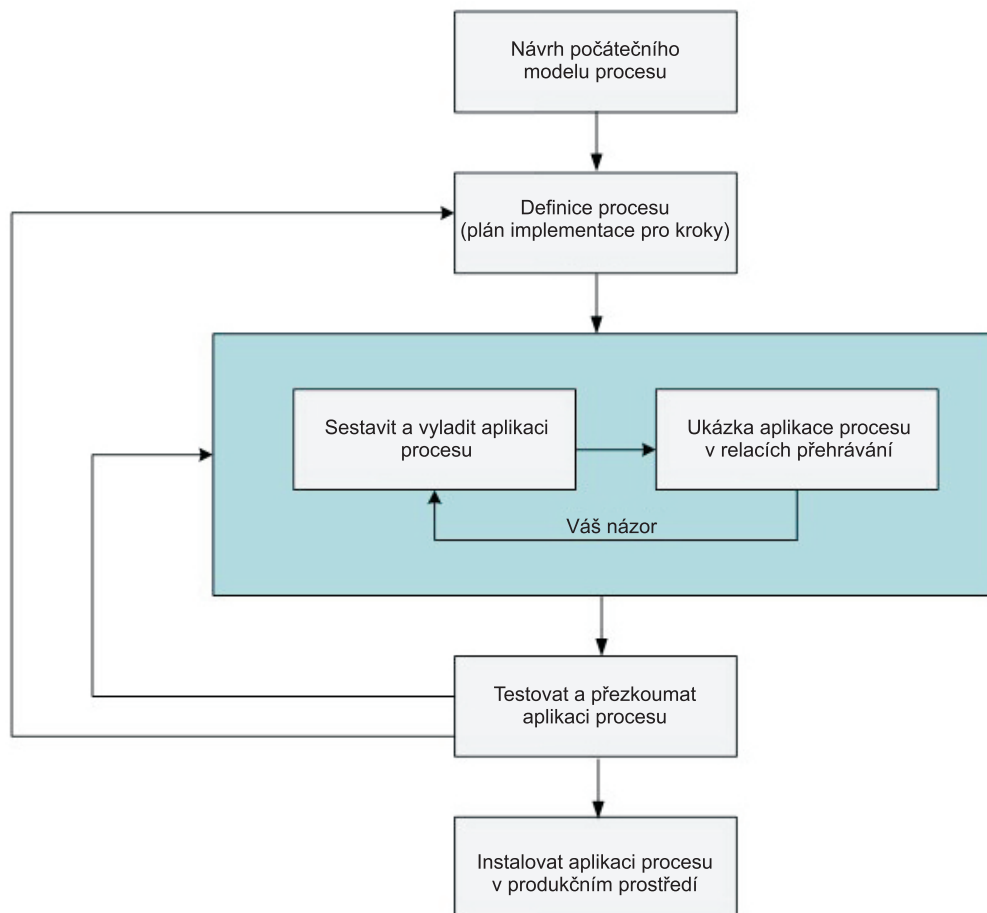 Návrh počátečního
modelu procesu
Definice procesu
(plán implementace pro kroky)
Sestavit a vyladit aplikaci
procesu
Ukázka aplikace procesu
v relacích přehrávání
Váš názor
Testovat a přezkoumat
aplikaci procesu
Instalovat aplikaci procesu
v produkčním prostředí